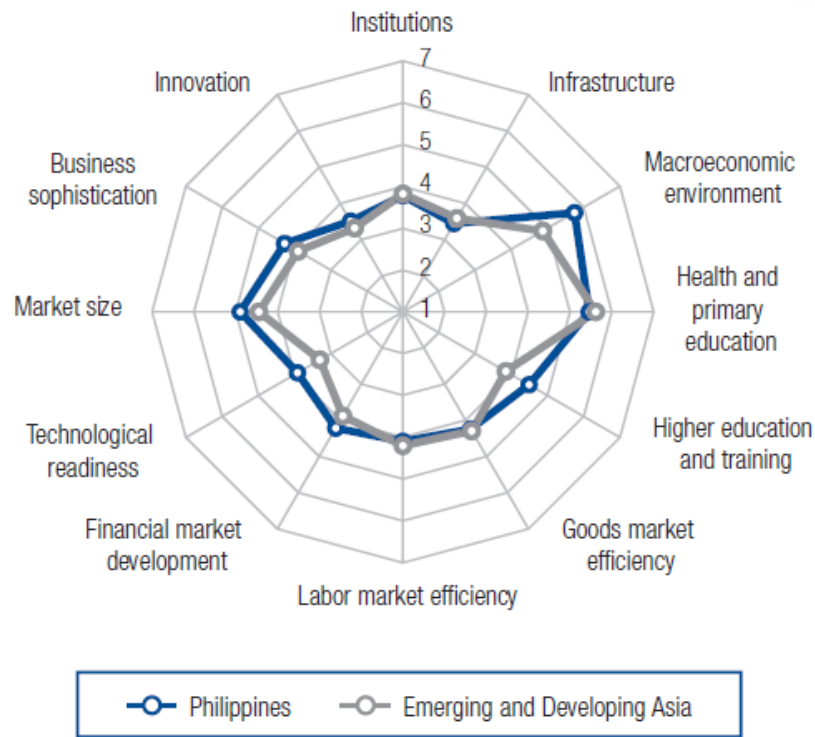 Institutions
7
Innovation
6
Infrastructure
5
Business
sophistication
4
Macroeconomic
environment
3
2
Market size
1
Health and
primary
education
Technological
readiness
Higher education
and training
Financial market
development
Goods market
efficiency
Labor market efficiency
Philippines
Emerging and Developing Asia